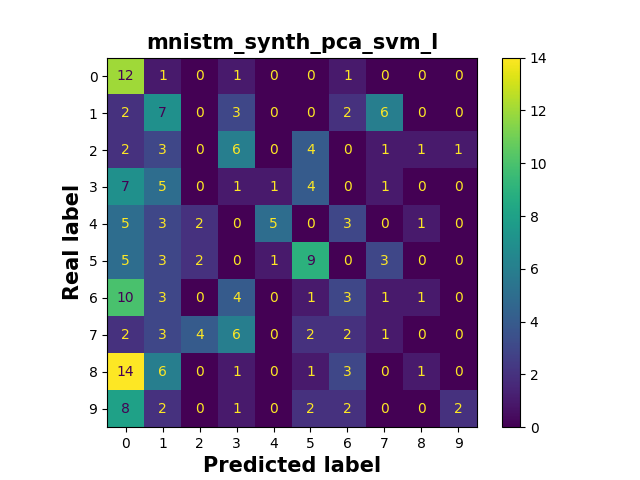 mnistm_synth_pca_svm_l
Real label
0 12 1 0 1 0 0 1 0 0 0
1 2 7 0 3 0 0 2 6 0 0
2 2 3 0 6 0 4 0 1 1 1
3 7 5 0 1 1 4 0 1 0 0
4 5 3 2 0 5 0 3 0 1 0
5 5 3 2 0 1 9 0 3 0 0
6 10 3 0 4 0 1 3 1 1 0
7 2 3 4 6 0 2 2 1 0 0
8 14 6 0 1 0 1 3 0 1 0
9 8 2 0 1 0 2 2 0 0 2
0 1 2 3 4 5 6 7 8 9
Predicted label
14
12
10
8
6
4
2
0